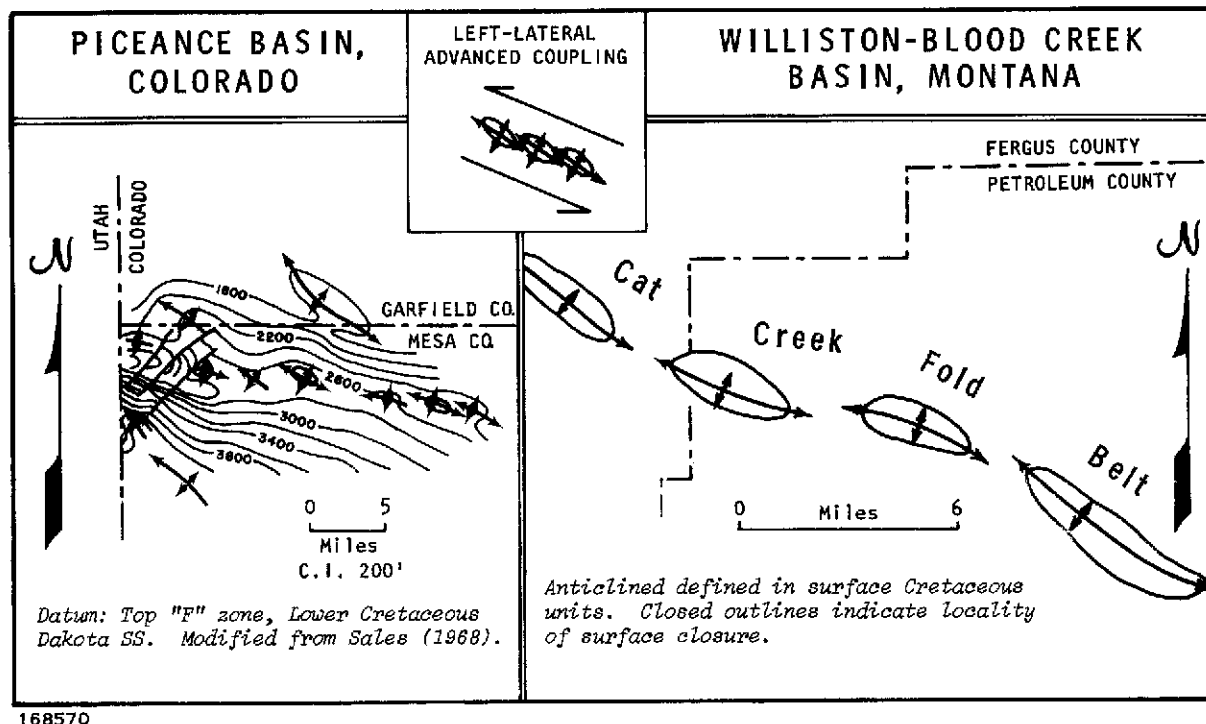 PICEANCE BASIN,
COLORADO
LEFT-LATERAL
ADVANCED COUPLING
WILLISTON-BLOOD CREEK
BASIN, MONTANA
UTAH
COLORADO
N
1800
GARFIELD CO.
MESA CO.
2200
2600
3000
3400
3800
0 5
Miles
C.I. 200'
Datum: Top "F" zone, Lower Cretaceous
Dakota SS. Modified from Sales (1968).
FERGUS COUNTY
PETROLEUM COUNTY
N
Cat
Creek
Fold
Belt
0 6
Miles
Anticlined defined in surface Cretaceous
units. Closed outlines indicate locality
of surface closure.
168570